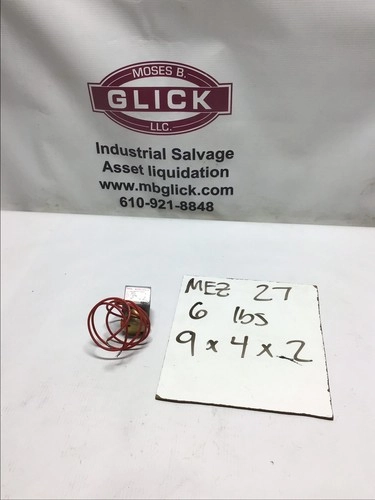 MOSES B.
GLICK
LLC.
Industrial Salvage
Asset liquidation
www.mbglick.com
610-921-8848
MEZ 27
6 lbs
9 x 4 x 2